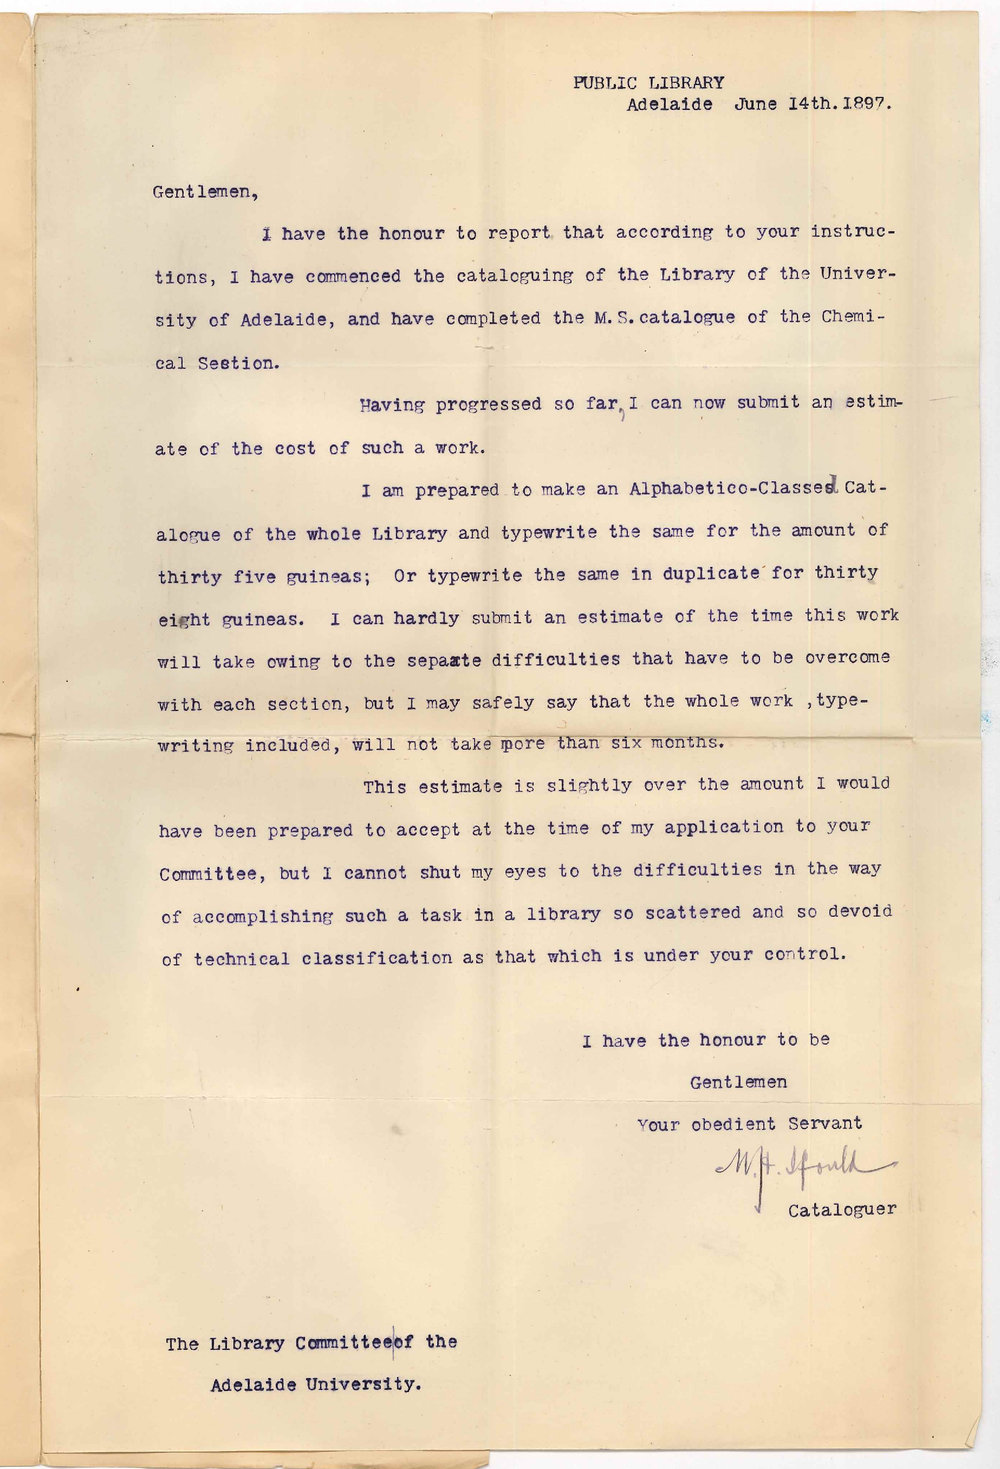 PUBLIC LIBRARY
Adelaide June 14th.1897.
Gentlemen,
I have the honour to report that according to your instruc-
tions, I have commenced the cataloguing of the Library of the Univer-
sity of Adelaide, and have completed the M.S.catalogue of the Chemi-
cal Section.
Having progressed so far, I can now submit an estim-
ate of the cost of such a work.
I am prepared to make an Alphabetico-Classed Cat-
alogue of the whole Library and typewrite the same for the amount of
thirty five guineas; Or typewrite the same in duplicate for thirty
eight guineas. I can hardly submit an estimate of the time this work
will take owing to the separate difficulties that have to be overcome
with each section, but I may safely say that the whole work ,type-
writing included, will not take more than six months.
This estimate is slightly over the amount I would
have been prepared to accept at the time of my application to your
Committee, but I cannot shut my eyes to the difficulties in the way
of accomplishing such a task in a library so scattered and so devoid
of technical classification as that which is under your control.
I have the honour to be
Gentlemen
Your obedient Servant
W.H. Ifould
Cataloguer
The Library Committee|of the
Adelaide University.